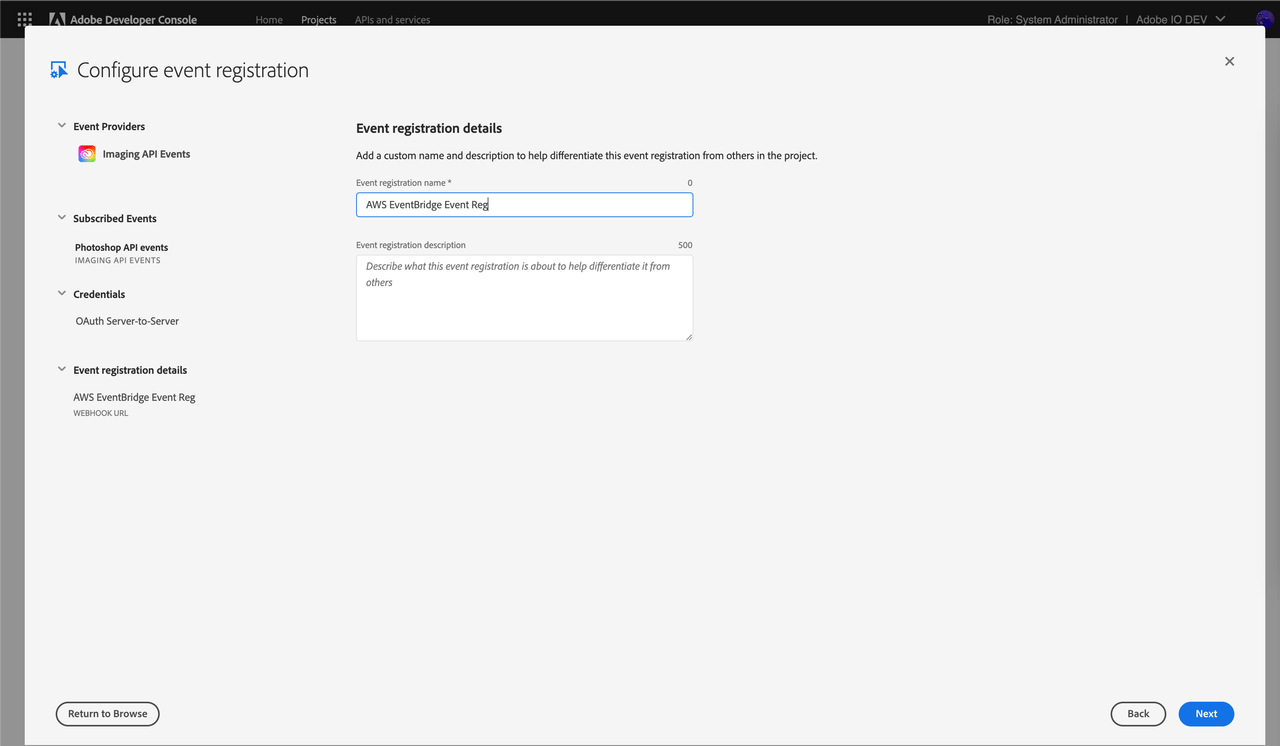 Adobe Developer Console
Home
Projects
APIs and services
Role: System Administrator | Adobe IO DEV
Configure event registration
Event Providers
Imaging API Events
Subscribed Events
Photoshop API events
IMAGING API EVENTS
Credentials
OAuth Server-to-Server
Event registration details
AWS EventBridge Event Reg
WEBHOOK URL
Event registration details
Add a custom name and description to help differentiate this event registration from others in the project.
Event registration name *
0
AWS EventBridge Event Reg
Event registration description
500
Describe what this event registration is about to help differentiate it from
others
Return to Browse
Back
Next